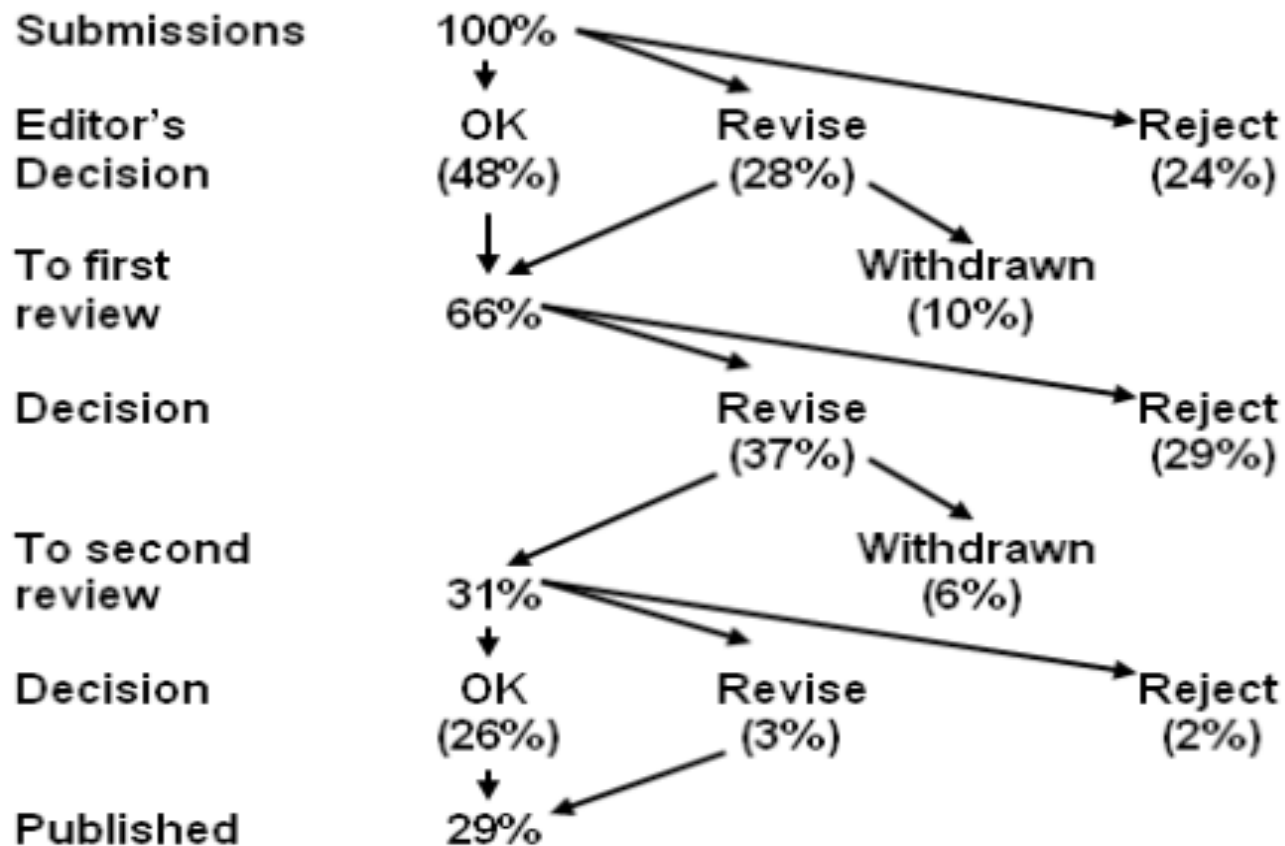 Submissions 100%
Editor's OK Revise Reject
Decision (48%) (28%) (24%)
To first Withdrawn
review 66% (10%)
Decision Revise Reject
(37%) (29%)
To second Withdrawn
review 31% (6%)
Decision OK Revise Reject
(26%) (3%) (2%)
Published 29%